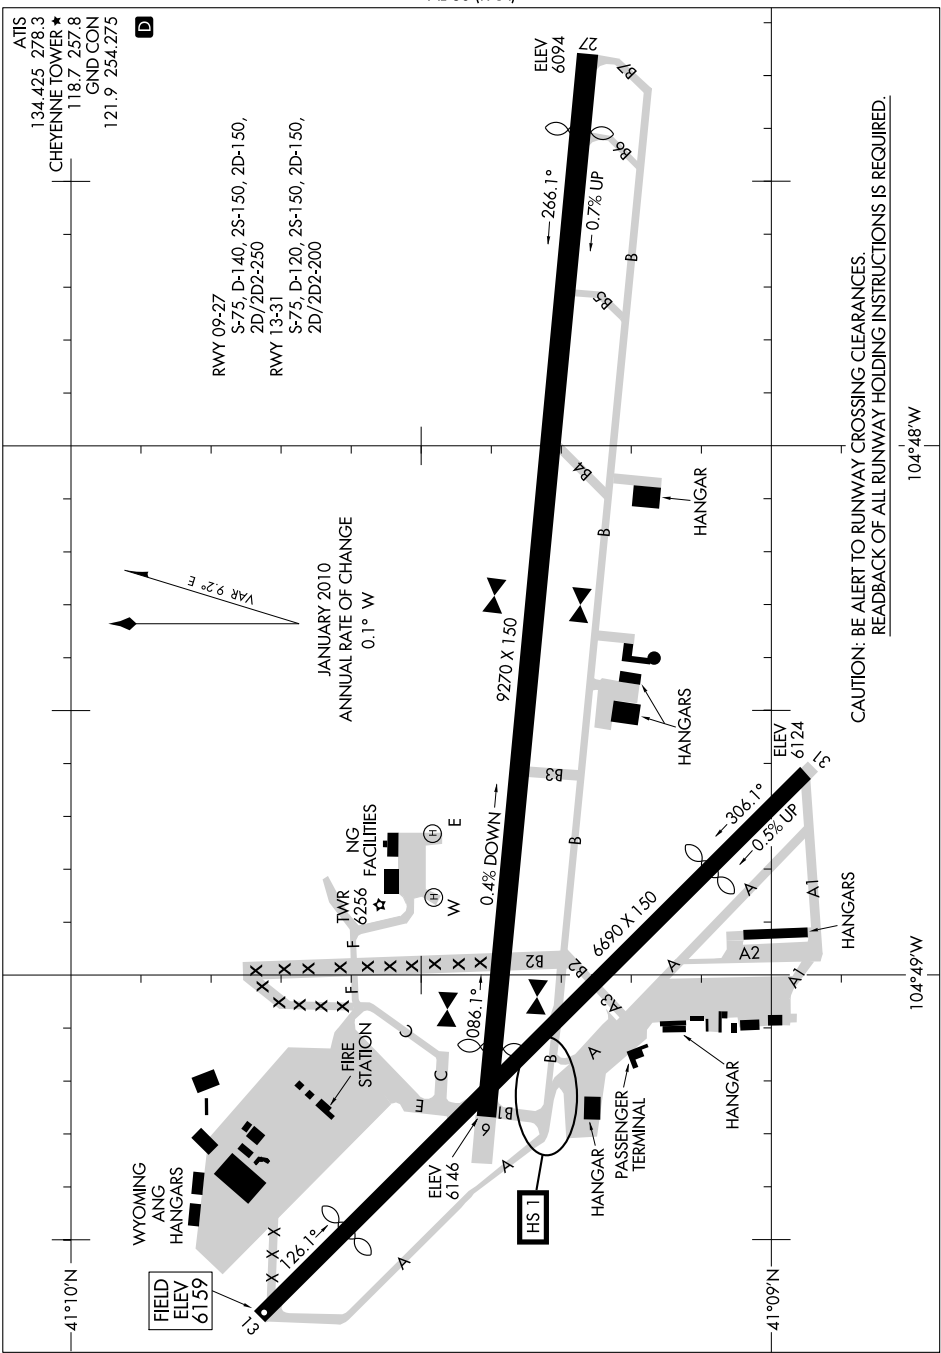 ATIS
134.425 278.3
CHEYENNE TOWER ★
118.7 257.8
GND CON
121.9 254.275
D
RWY 09-27
S-75, D-140, 2S-150, 2D-150,
2D/2D2-250
RWY 13-31
S-75, D-120, 2S-150, 2D-150,
2D/2D2-200
ELEV
6094
27
B7
B6
266.1°
0.7% UP
B
B5
B4
B
HANGAR
VAR 9.2° E
JANUARY 2010
ANNUAL RATE OF CHANGE
0.1° W
9270 X 150
HANGARS
B3
B
0.4% DOWN
NG
FACILITIES
TWR
6256
H
E
H
W
F
F
B2
B2
X X X X X X X X X
X X X X X
086.1°
C
C
E
FIRE
STATION
WYOMING
ANG
HANGARS
X X X
FIELD
ELEV
6159
13
126.1°
A
A
ELEV
6146
9
B1
B
HS 1
A
A3
A
A
6690 X 150
306.1°
0.5% UP
ELEV
6124
31
A1
A1
A2
HANGARS
HANGAR
PASSENGER
TERMINAL
HANGAR
CAUTION: BE ALERT TO RUNWAY CROSSING CLEARANCES.
READBACK OF ALL RUNWAY HOLDING INSTRUCTIONS IS REQUIRED.
41°10'N
41°09'N
104°48'W
104°49'W